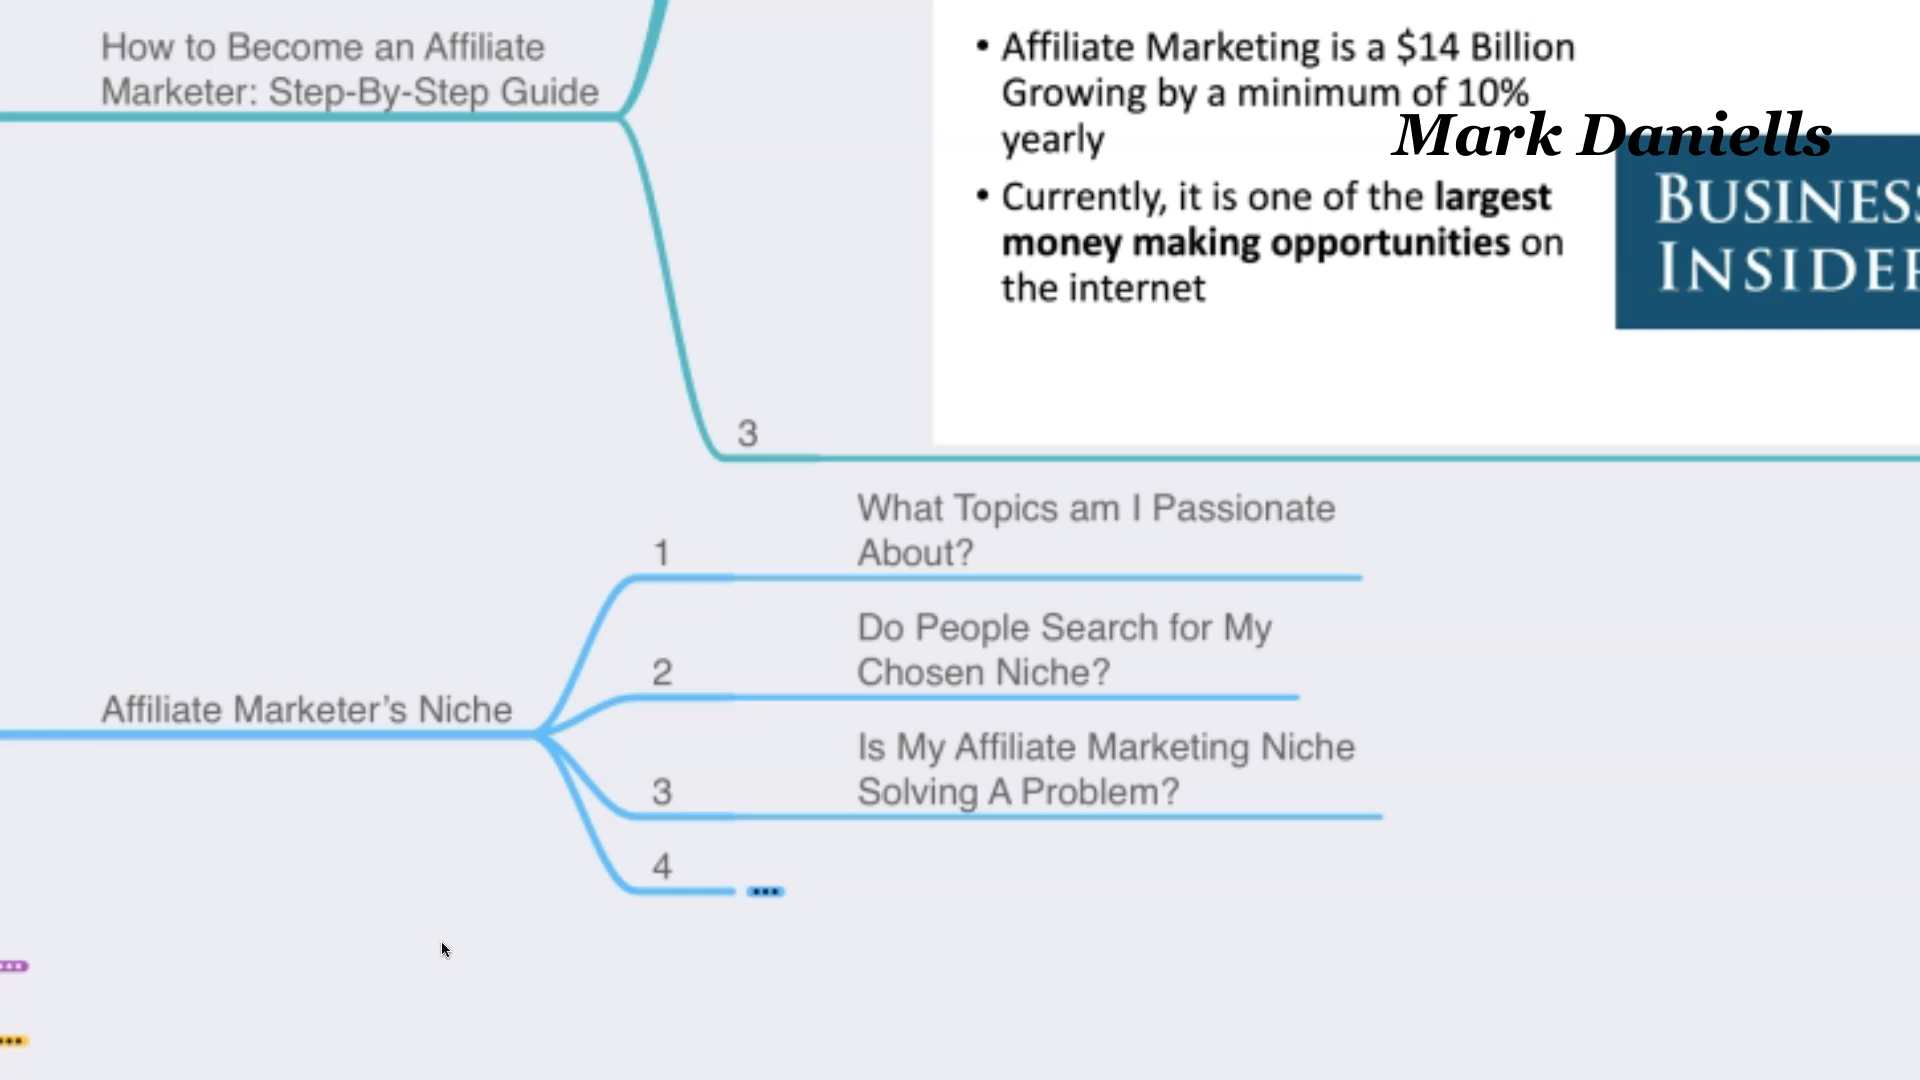 How to Become an Affiliate
Marketer: Step-By-Step Guide
• Affiliate Marketing is a $14 Billion
Growing by a minimum of 10%
yearly
Mark Daniells
• Currently, it is one of the largest
money making opportunities on
the internet
BUSINESS
INSIDER
3
What Topics am I Passionate
About?
1
Do People Search for My
Chosen Niche?
2
Affiliate Marketer’s Niche
Is My Affiliate Marketing Niche
Solving A Problem?
3
4